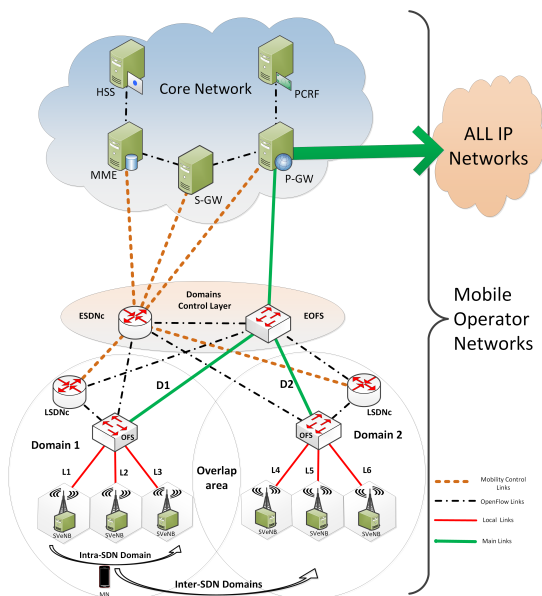 HSS
Core Network
PCRF
ALL IP
Networks
MME
S-GW
P-GW
Domains
Control Layer
ESDNc
EOFS
Mobile
Operator
Networks
D1
D2
LSDNc
LSDNc
OFS
OFS
Domain 1
Domain 2
L1
L2
L3
Overlap
area
L4
L5
L6
SVeNB
SVeNB
SVeNB
SVeNB
SVeNB
SVeNB
Mobility Control
Links
OpenFlow Links
Local Links
Main Links
Intra-SDN Domain
Inter-SDN Domains
MN